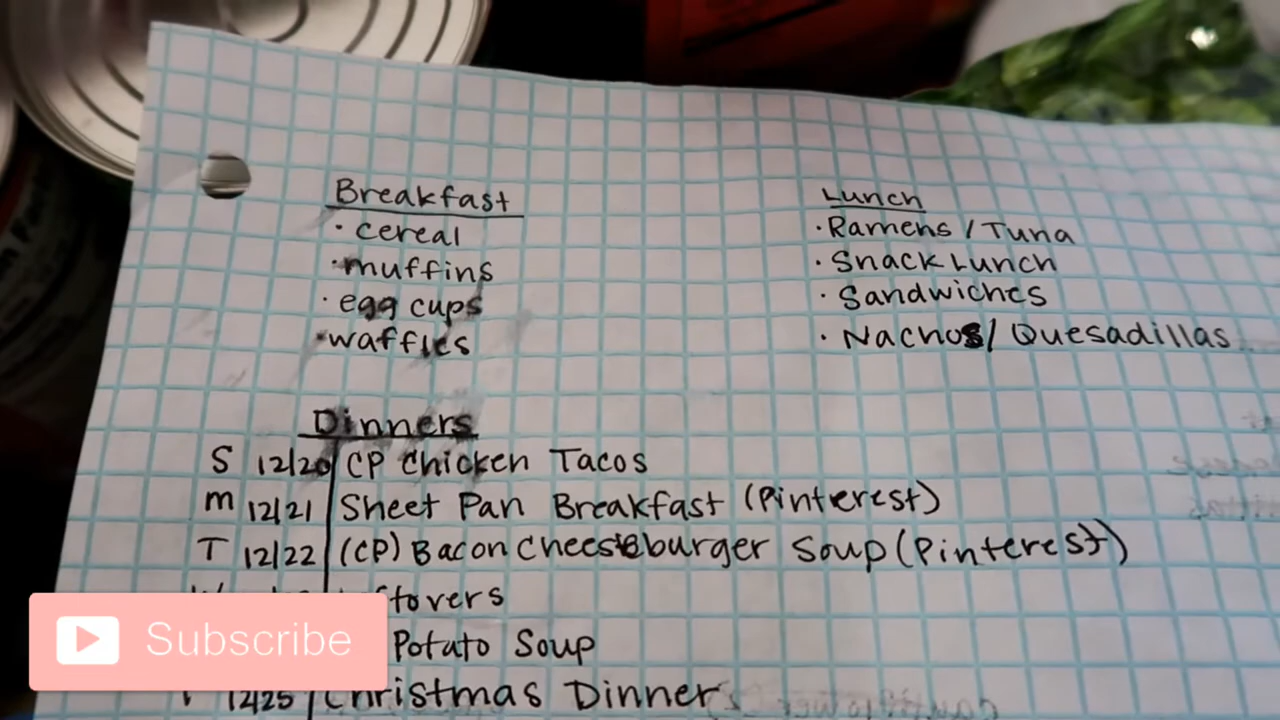 Breakfast
· cereal
· muffins
· egg cups
· waffles
Lunch
· Ramens / Tuna
· Snack Lunch
· Sandwiches
· Nachos / Quesadillas
Dinners
S 12/20 CP Chicken Tacos
M 12/21 Sheet Pan Breakfast (Pinterest)
T 12/22 (CP) Bacon Cheeseburger Soup (Pinterest)
Potato Soup
12/25 Christmas Dinner
Subscribe